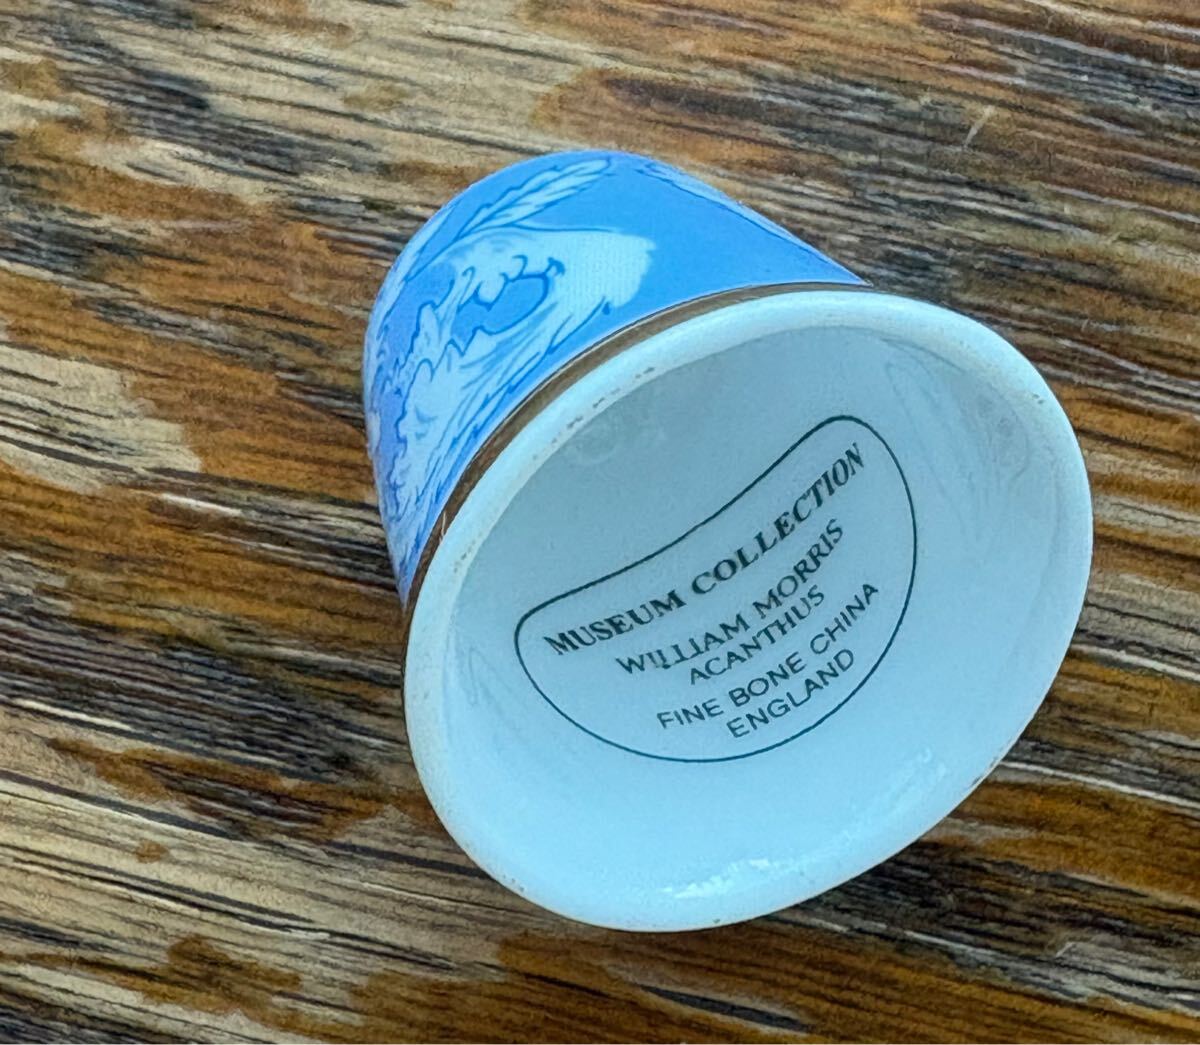 MUSEUM COLLECTION
WILLIAM MORRIS
ACANTHUS
FINE BONE CHINA
ENGLAND